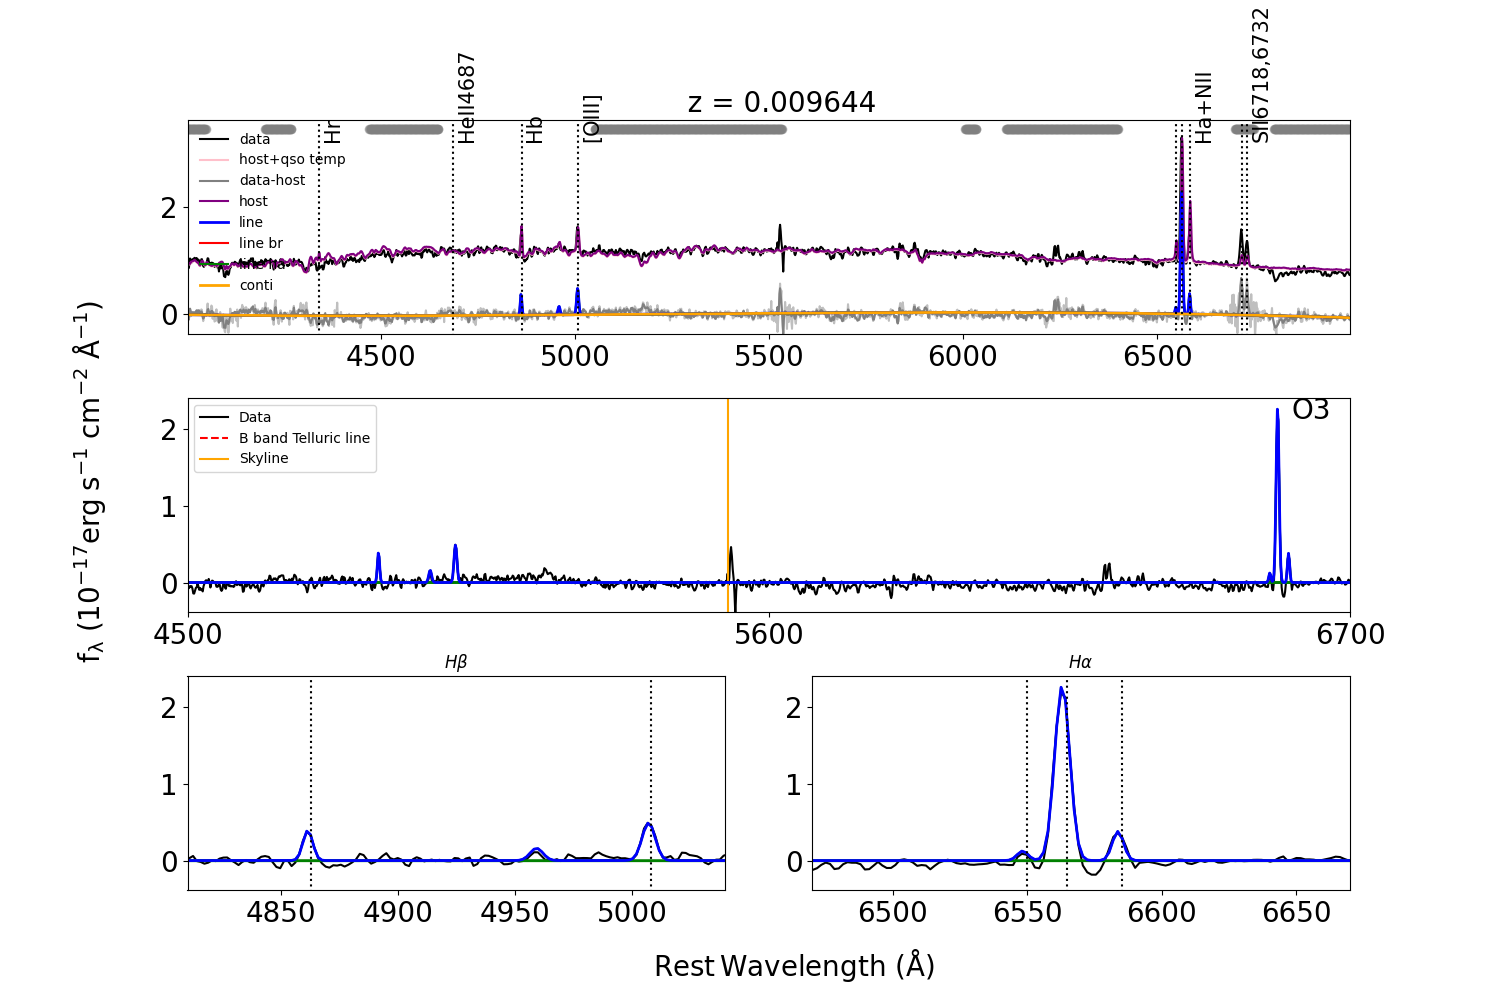 z = 0.009644
Hr
HeII4687
Hb
[OIII]
Ha+NII
SII6718,6732
data
host+qso temp
data-host
host
line
line br
conti
2
0
4500 5000 5500 6000 6500
Data
B band Telluric line
Skyline
O3
2
1
0
4500 5600 6700
fλ (10−17erg s−1 cm−2 Å−1)
Hβ
2
1
0
4850 4900 4950 5000
Hα
2
1
0
6500 6550 6600 6650
Rest Wavelength (Å)